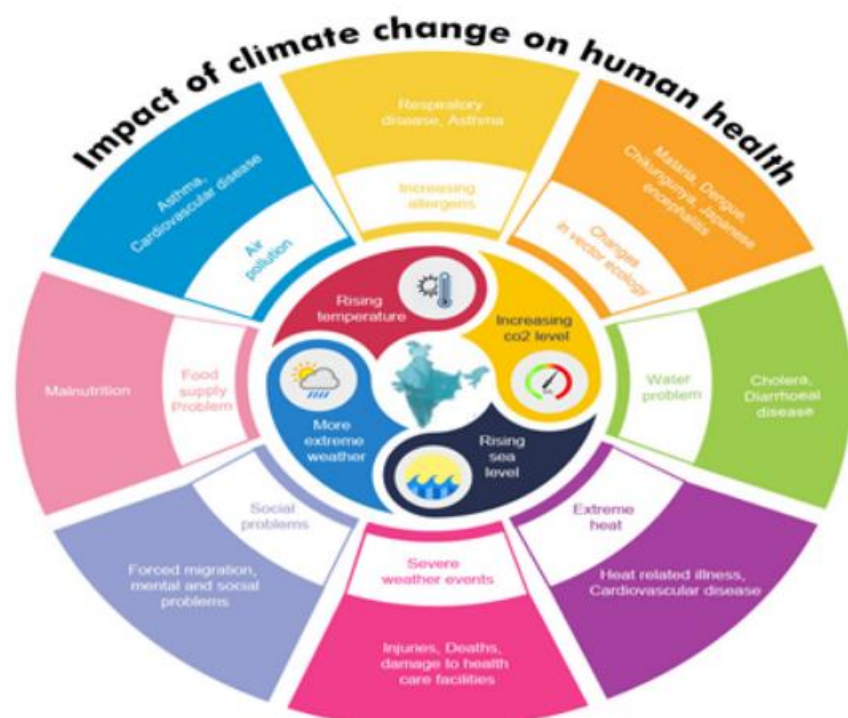 Impact of climate change on human health
Respiratory
disease, Asthma
Increasing
allergens
Malaria, Dengue,
Chikungunya, Japanese
encephalitis
Changes
in vector ecology
Cholera,
Diarrhoeal
disease
Water
problem
Heat related illness,
Cardiovascular disease
Extreme
heat
Injuries, Deaths,
damage to health
care facilities
Severe
weather events
Forced migration,
mental and social
problems
Social
problems
Malnutrition
Food
supply
Problem
Asthma,
Cardiovascular disease
Air
pollution
Rising
temperature
Increasing
co2 level
Rising
sea
level
More
extreme
weather